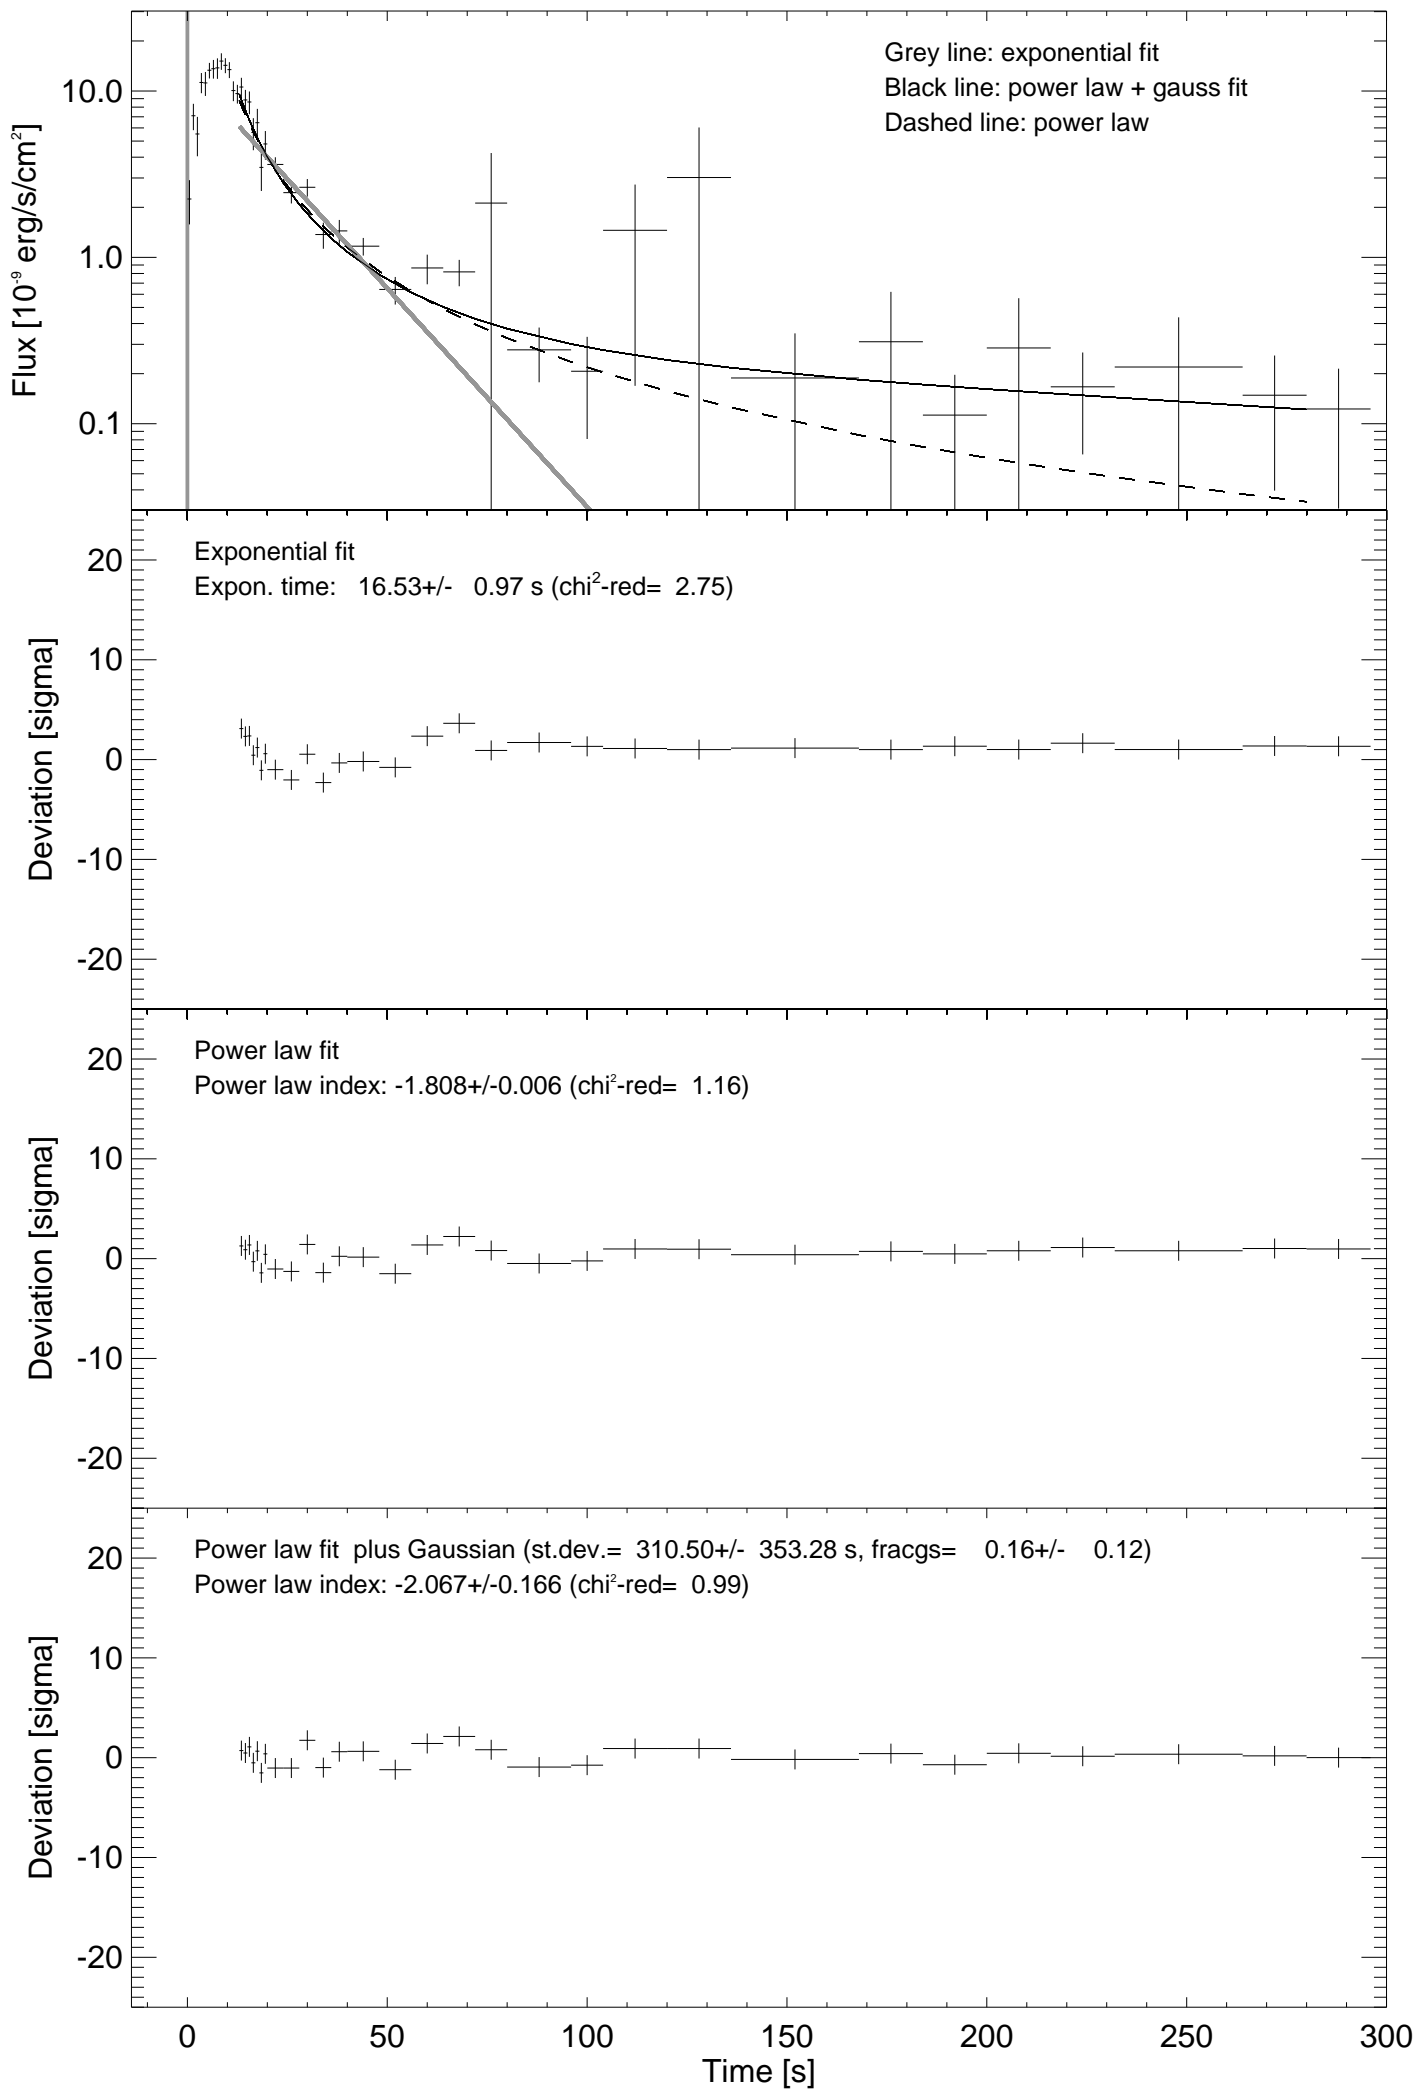 Grey line: exponential fit
Black line: power law + gauss fit
Dashed line: power law
10.0
1.0
0.1
Flux [10⁻⁹ erg/s/cm²]
Exponential fit
Expon. time: 16.53+/- 0.97 s (chi²-red= 2.75)
20
10
0
-10
-20
Deviation [sigma]
Power law fit
Power law index: -1.808+/-0.006 (chi²-red= 1.16)
20
10
0
-10
-20
Deviation [sigma]
Power law fit plus Gaussian (st.dev.= 310.50+/- 353.28 s, fracgs= 0.16+/- 0.12)
Power law index: -2.067+/-0.166 (chi²-red= 0.99)
20
10
0
-10
-20
Deviation [sigma]
0 50 100 150 200 250 300
Time [s]